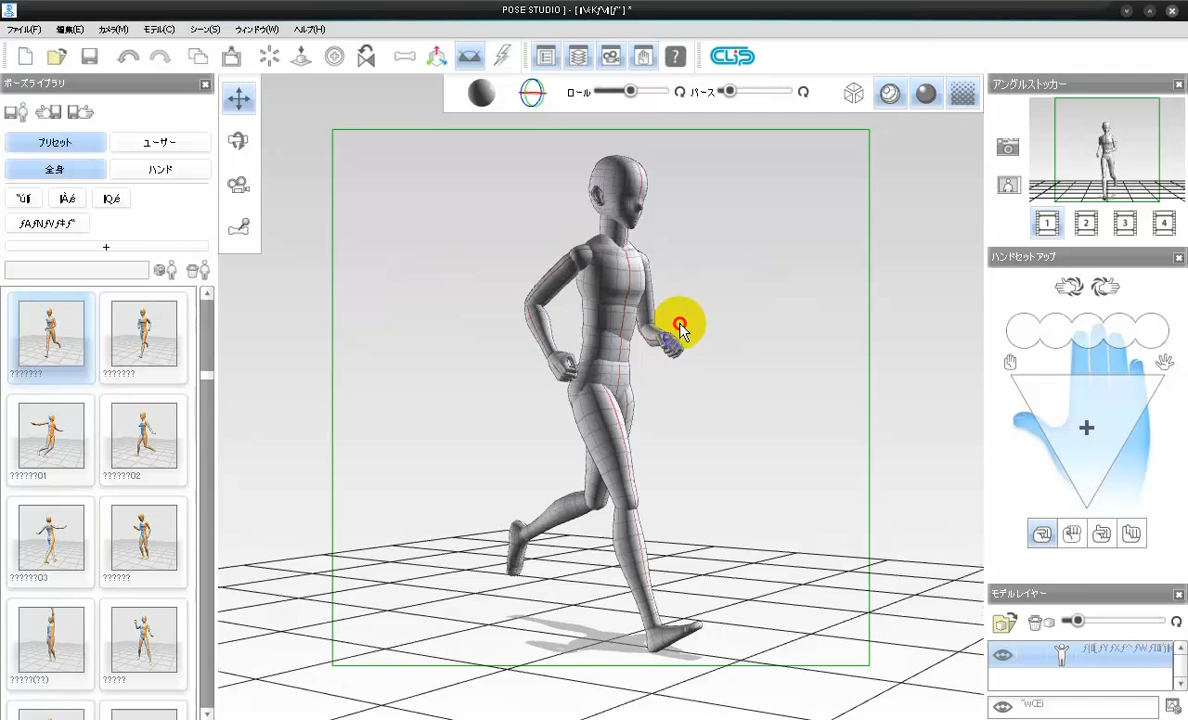 POSE STUDIO ] - [
ファイル(F) 編集(E) カメラ(M) モデル(C) シーン(S) ウィンドウ(W) ヘルプ(H)
CLIP
ポーズライブラリ
ロール
パース
アングルストッカー
プリセット
ユーザー
全身
ハンド
+
1 2 3 4
ハンドセットアップ
???????
???????
??????01
??????02
??????03
??????
?????(??)
?????
モデルレイヤー